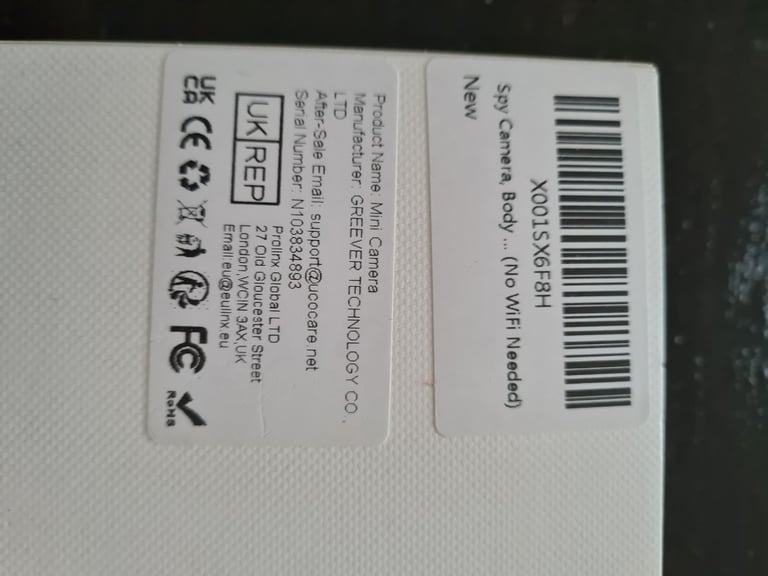 X001SX6F8H
Spy Camera, Body ... (No WiFi Needed)
New
Product Name: Mini Camera
Manufacturer: GREEVER TECHNOLOGY CO.,
LTD
After-Sale Email: support@ucocare.net
Serial Number: N103834893
UK REP
Prolinx Global LTD
27 Old Gloucester Street
London,WC1N 3AX,UK
Email:eu@eulinx.eu
UK
CA CE FC RoHS